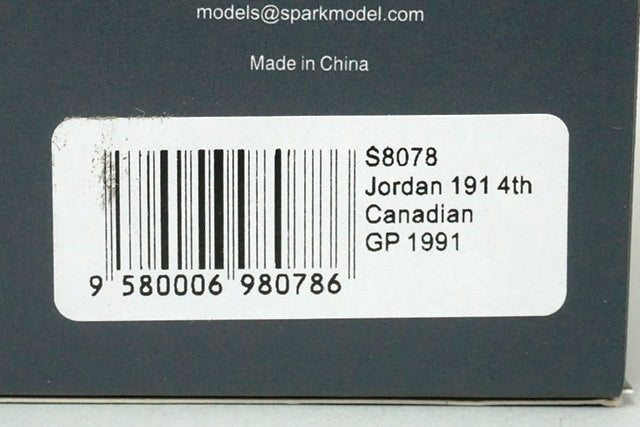 models@sparkmodel.com
Made in China
S8078
Jordan 191 4th
Canadian
GP 1991
9 580006 980786